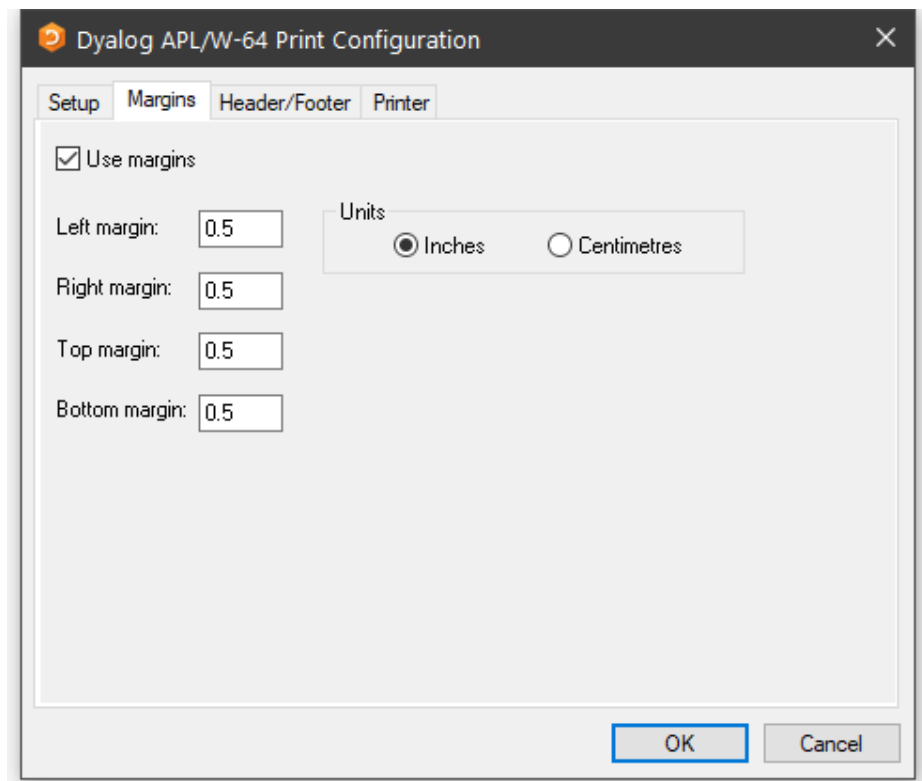 Dyalog APL/W-64 Print Configuration
Setup Margins Header/Footer Printer
Use margins
Units
Left margin: 0.5 Inches Centimetres
Right margin: 0.5
Top margin: 0.5
Bottom margin: 0.5
OK Cancel